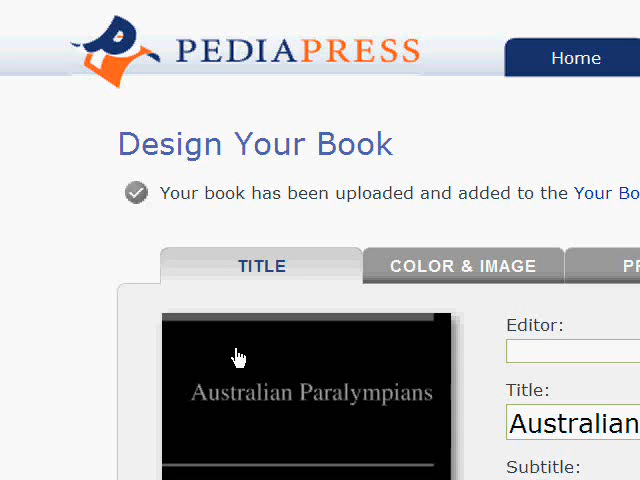 PEDIAPRESS
Home
Design Your Book
Your book has been uploaded and added to the Your Bo
TITLE
COLOR & IMAGE
PR
Editor:
Australian Paralympians
Title:
Australian
Subtitle: